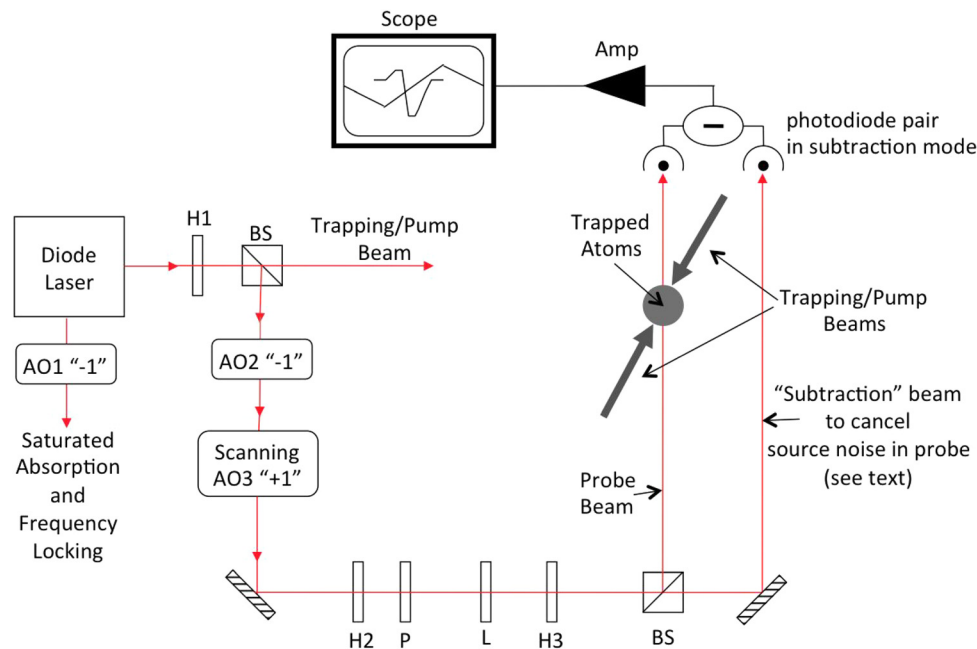 Scope
Amp
photodiode pair
in subtraction mode
H1
BS
Trapping/Pump
Beam
Diode
Laser
Trapped
Atoms
Trapping/Pump
Beams
AO1 “-1”
AO2 “-1”
Saturated
Absorption
and
Frequency
Locking
Scanning
AO3 “+1”
“Subtraction” beam
to cancel
source noise in probe
(see text)
Probe
Beam
H2
P
L
H3
BS